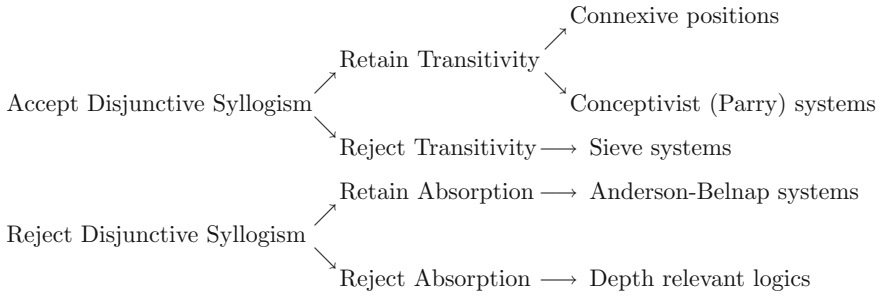 Connexive positions
Retain Transitivity
Accept Disjunctive Syllogism
Conceptivist (Parry) systems
Reject Transitivity → Sieve systems
Retain Absorption → Anderson-Belnap systems
Reject Disjunctive Syllogism
Reject Absorption → Depth relevant logics